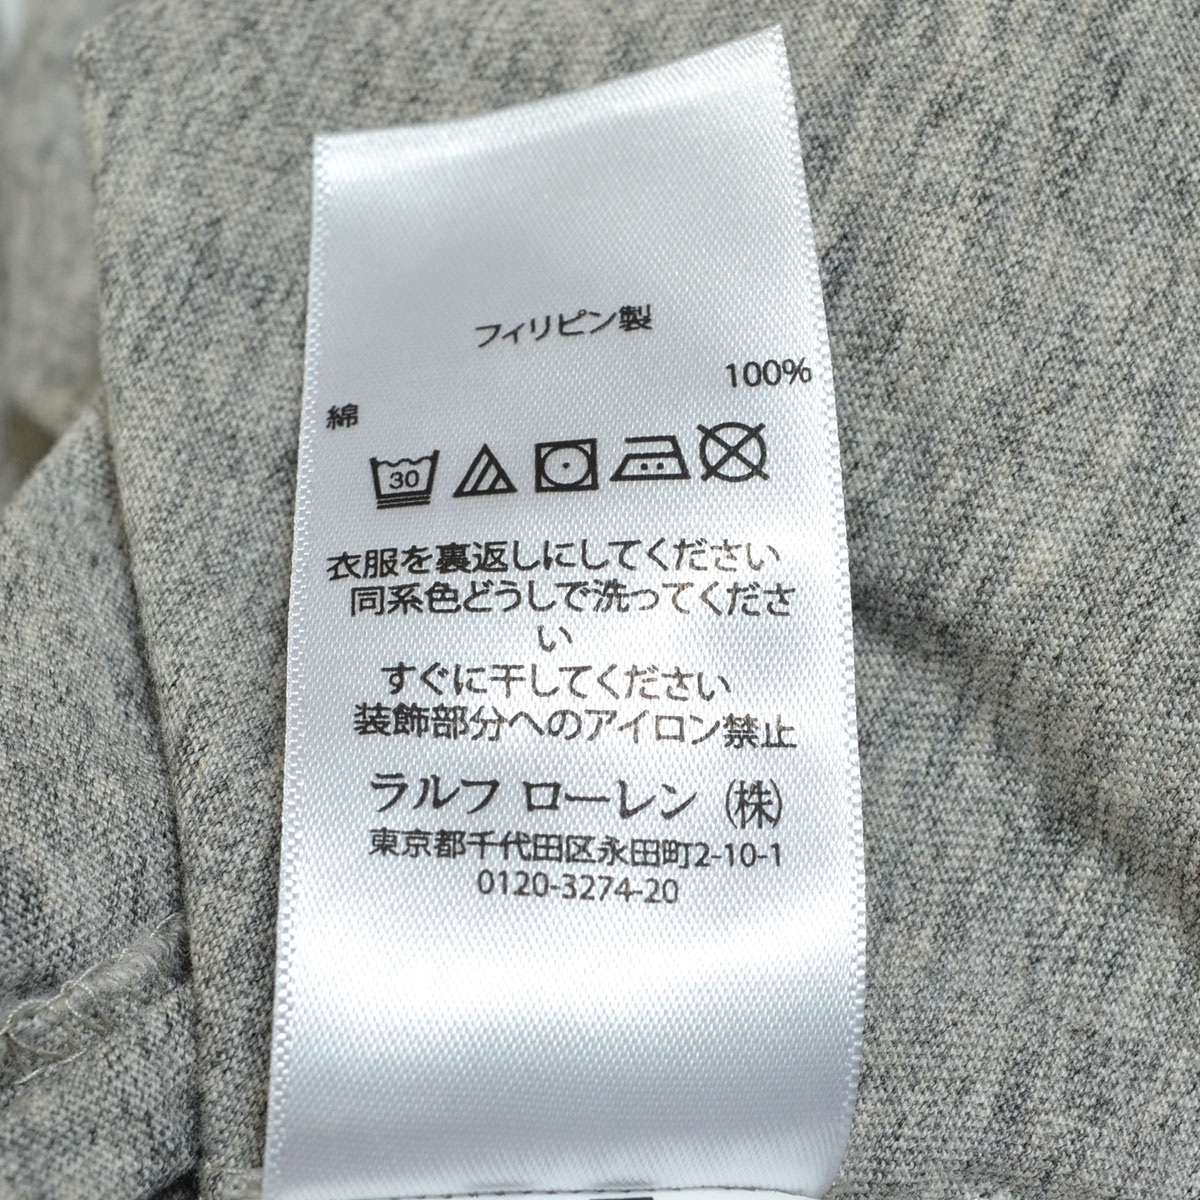 フィリピン製
綿 100%
30
衣服を裏返しにしてください
同系色どうしで洗ってくださ
い
すぐに干してください
装飾部分へのアイロン禁止
ラルフ ローレン (株)
東京都千代田区永田町2-10-1
0120-3274-20